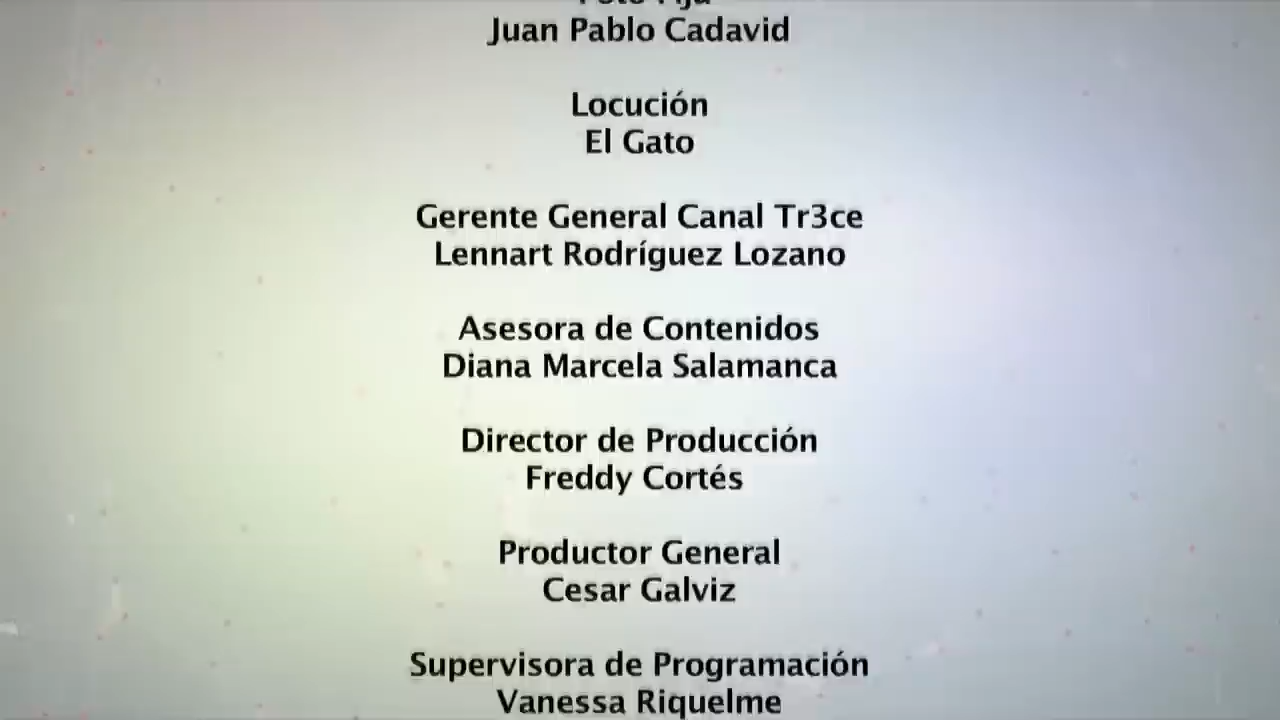 Juan Pablo Cadavid
Locución
El Gato
Gerente General Canal Tr3ce
Lennart Rodríguez Lozano
Asesora de Contenidos
Diana Marcela Salamanca
Director de Producción
Freddy Cortés
Productor General
Cesar Galviz
Supervisora de Programación
Vanessa Riquelme